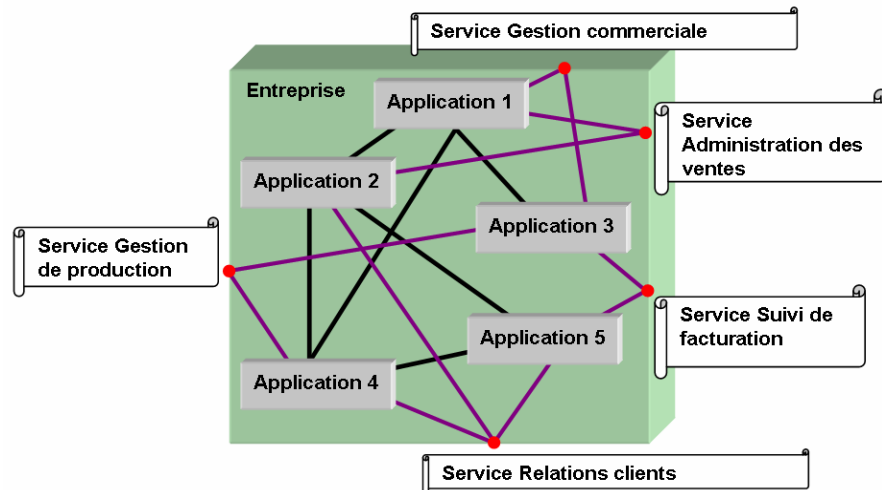 Service Gestion commerciale
Entreprise
Application 1
Service
Administration des
ventes
Application 2
Application 3
Service Gestion
de production
Service Suivi de
facturation
Application 5
Application 4
Service Relations clients